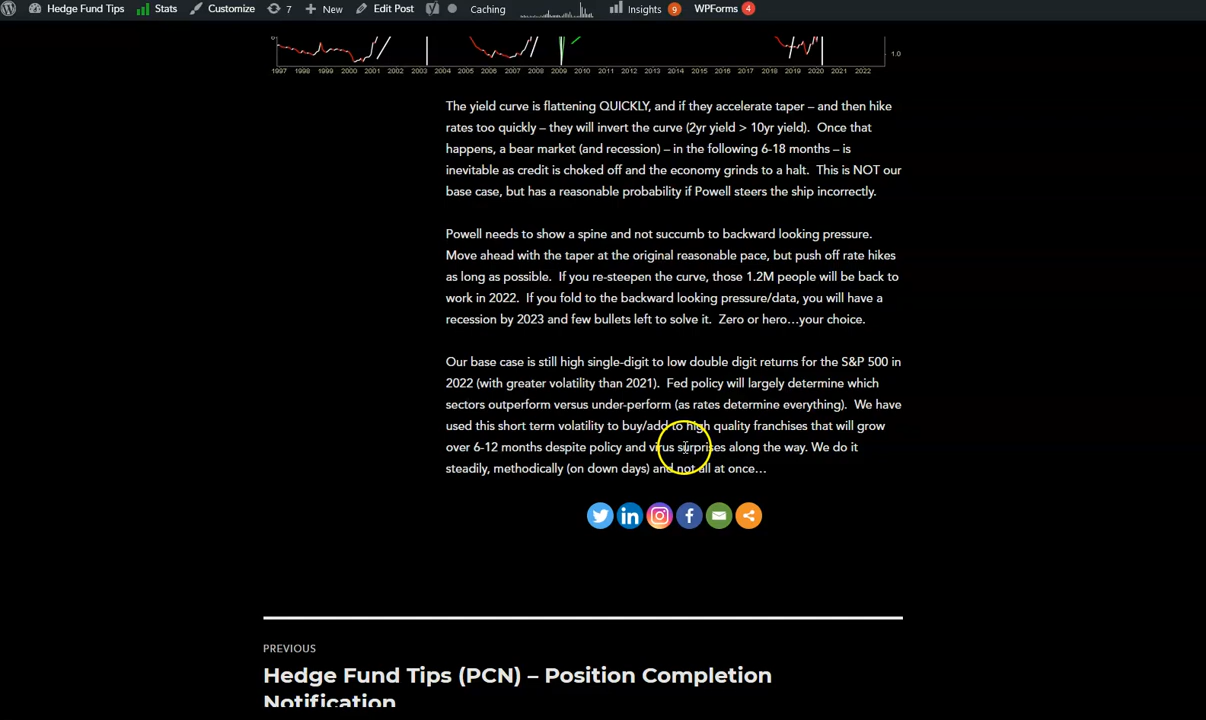 Hedge Fund Tips Stats Customize 7 New Edit Post Caching Insights 9 WPForms 4
1.0
1997 1998 1999 2000 2001 2002 2003 2004 2005 2006 2007 2008 2009 2010 2011 2012 2013 2014 2015 2016 2017 2018 2019 2020 2021 2022
The yield curve is flattening QUICKLY, and if they accelerate taper – and then hike
rates too quickly – they will invert the curve (2yr yield > 10yr yield). Once that
happens, a bear market (and recession) – in the following 6-18 months – is
inevitable as credit is choked off and the economy grinds to a halt. This is NOT our
base case, but has a reasonable probability if Powell steers the ship incorrectly.
Powell needs to show a spine and not succumb to backward looking pressure.
Move ahead with the taper at the original reasonable pace, but push off rate hikes
as long as possible. If you re-steepen the curve, those 1.2M people will be back to
work in 2022. If you fold to the backward looking pressure/data, you will have a
recession by 2023 and few bullets left to solve it. Zero or hero…your choice.
Our base case is still high single-digit to low double digit returns for the S&P 500 in
2022 (with greater volatility than 2021). Fed policy will largely determine which
sectors outperform versus under-perform (as rates determine everything). We have
used this short term volatility to buy/add to high quality franchises that will grow
over 6-12 months despite policy and virus surprises along the way. We do it
steadily, methodically (on down days) and not all at once…
PREVIOUS
Hedge Fund Tips (PCN) – Position Completion
Notification